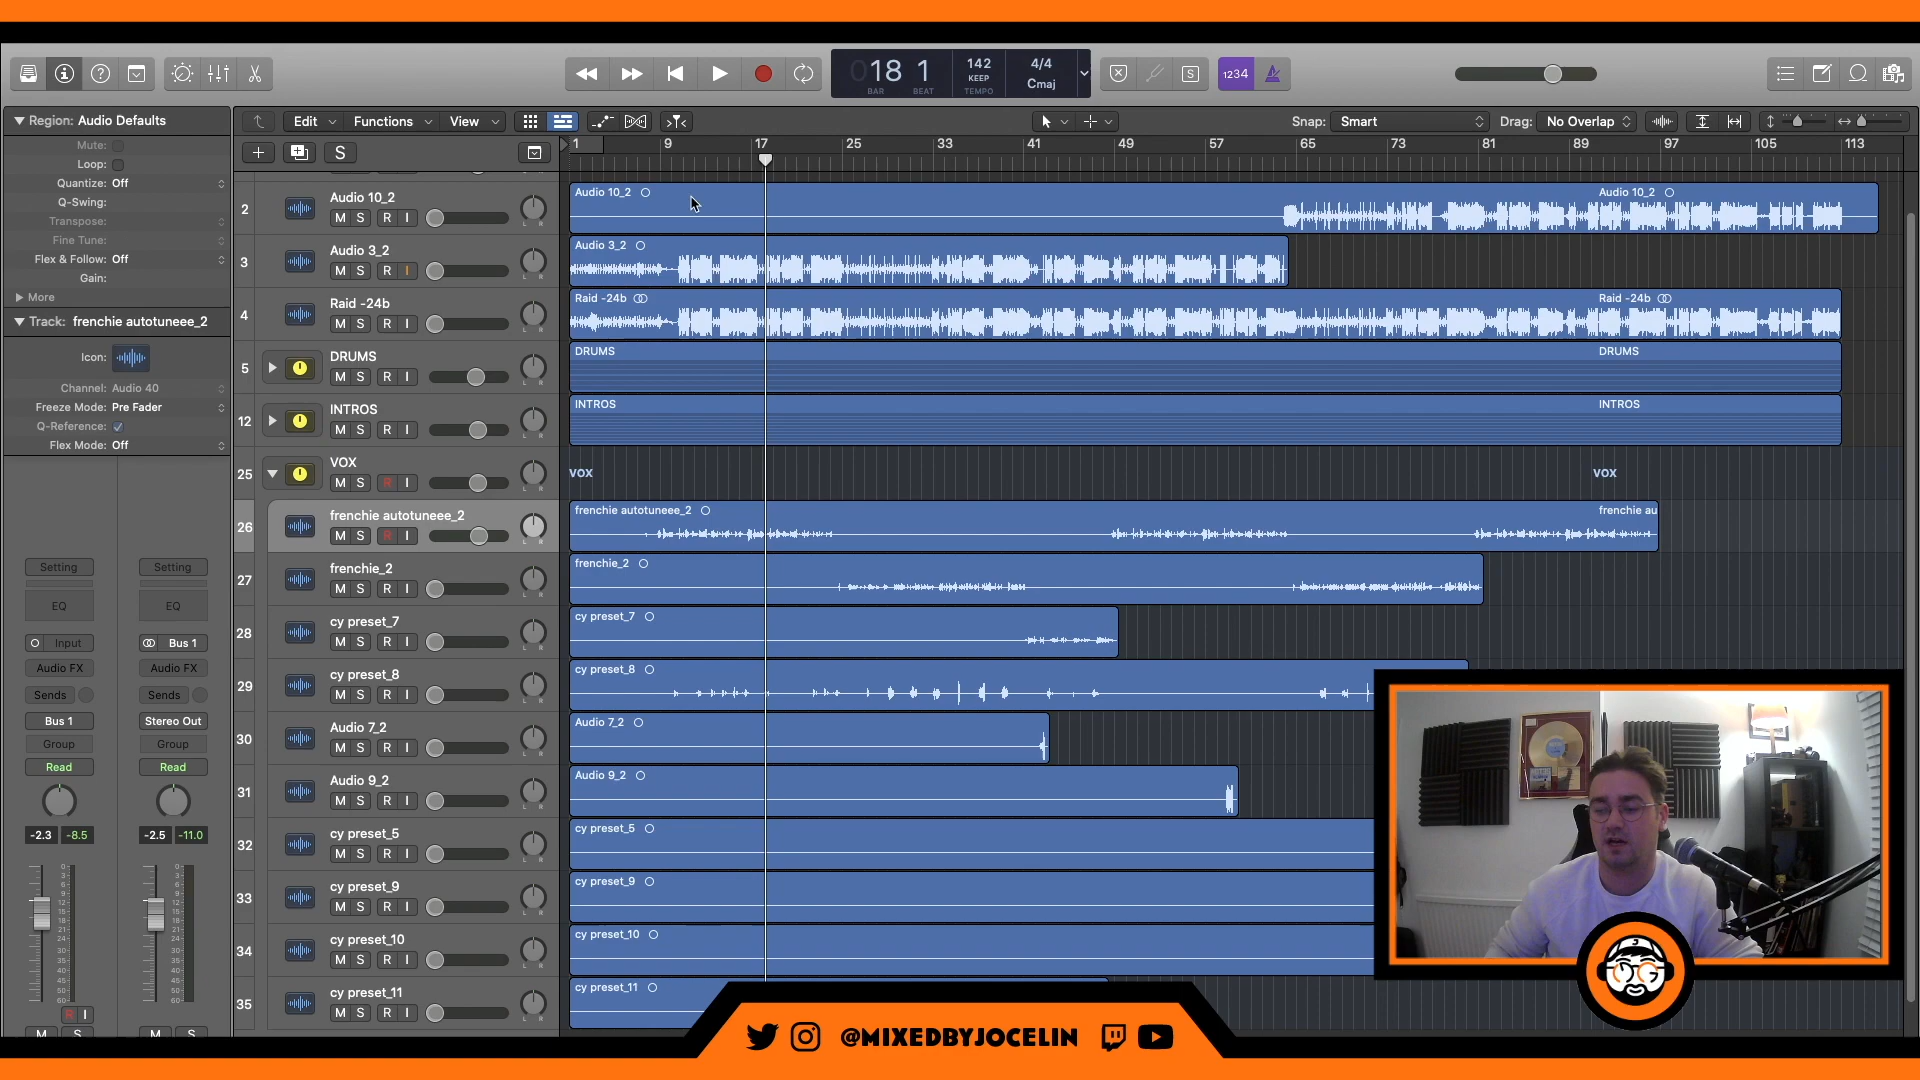 018 1
BAR BEAT
142
KEEP
TEMPO
4/4
Cmaj
S
1234
Region: Audio Defaults
Mute:
Loop:
Quantize: Off
Q-Swing:
Transpose:
Fine Tune:
Flex & Follow: Off
Gain:
More
Track: frenchie autotuneee_2
Icon:
Channel: Audio 40
Freeze Mode: Pre Fader
Q-Reference:
Flex Mode: Off
Setting Setting
EQ EQ
Input Bus 1
Audio FX Audio FX
Sends Sends
Bus 1 Stereo Out
Group Group
Read Read
-2.3 -8.5 -2.5 -11.0
R I
M S M S
Edit Functions View
Snap: Smart Drag: No Overlap
S
1 9 17 25 33 41 49 57 65 73 81 89 97 105 113
2 Audio 10_2
M S R I
Audio 10_2 Audio 10_2
3 Audio 3_2
M S R I
Audio 3_2
4 Raid -24b
M S R I
Raid -24b Raid -24b
5 DRUMS
M S R I
DRUMS DRUMS
12 INTROS
M S R I
INTROS INTROS
25 VOX
M S R I
VOX VOX
26 frenchie autotuneee_2
M S R I
frenchie autotuneee_2 frenchie au
27 frenchie_2
M S R I
frenchie_2
28 cy preset_7
M S R I
cy preset_7
29 cy preset_8
M S R I
cy preset_8
30 Audio 7_2
M S R I
Audio 7_2
31 Audio 9_2
M S R I
Audio 9_2
32 cy preset_5
M S R I
cy preset_5
33 cy preset_9
M S R I
cy preset_9
34 cy preset_10
M S R I
cy preset_10
35 cy preset_11
M S R I
cy preset_11
@MIXEDBYJOCELIN